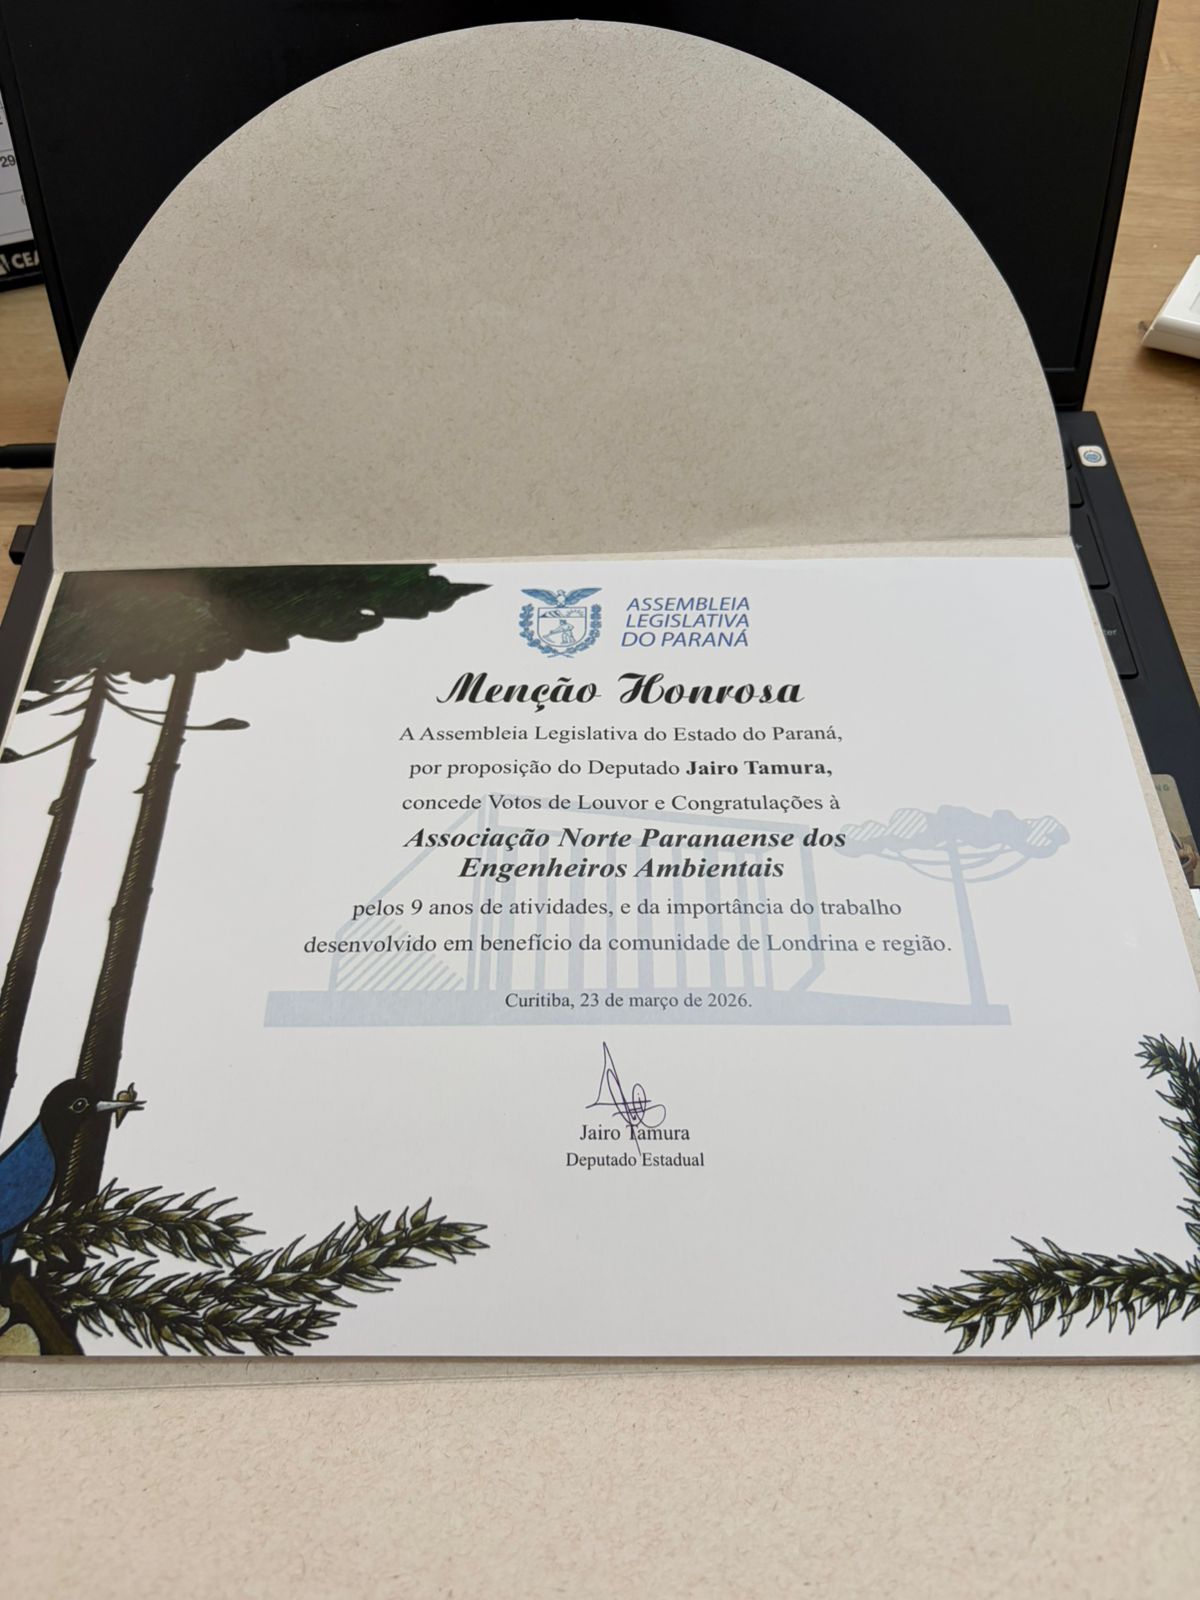 29
CEA
ASSEMBLEIA
LEGISLATIVA
DO PARANÁ
Menção Honrosa
A Assembleia Legislativa do Estado do Paraná,
por proposição do Deputado Jairo Tamura,
concede Votos de Louvor e Congratulações à
Associação Norte Paranaense dos
Engenheiros Ambientais
pelos 9 anos de atividades, e da importância do trabalho
desenvolvido em benefício da comunidade de Londrina e região.
Curitiba, 23 de março de 2026.
Jairo Tamura
Deputado Estadual